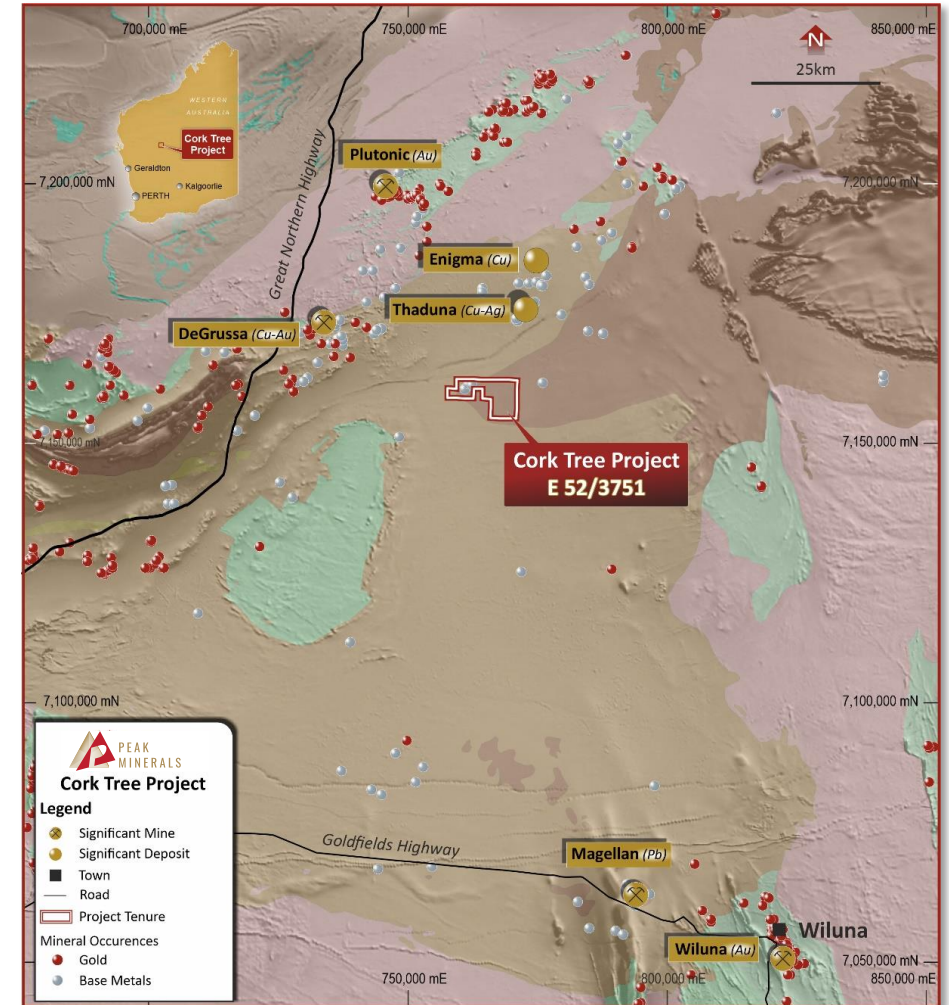 700,000 mE
750,000 mE
800,000 mE
850,000 mE
N
25km
WESTERN
AUSTRALIA
Cork Tree
Project
Geraldton
Kalgoorlie
PERTH
Great Northern Highway
Plutonic (Au)
7,200,000 mN
7,200,000 mN
Enigma (Cu)
Thaduna (Cu-Ag)
DeGrussa (Cu-Au)
7,150,000 mN
7,150,000 mN
Cork Tree Project
E 52/3751
7,100,000 mN
7,100,000 mN
PEAK
MINERALS
Cork Tree Project
Legend
Significant Mine
Significant Deposit
Town
Road
Project Tenure
Mineral Occurences
Gold
Base Metals
Goldfields Highway
Magellan (Pb)
Wiluna
Wiluna (Au)
7,050,000 mN
750,000 mE
800,000 mE
850,000 mE